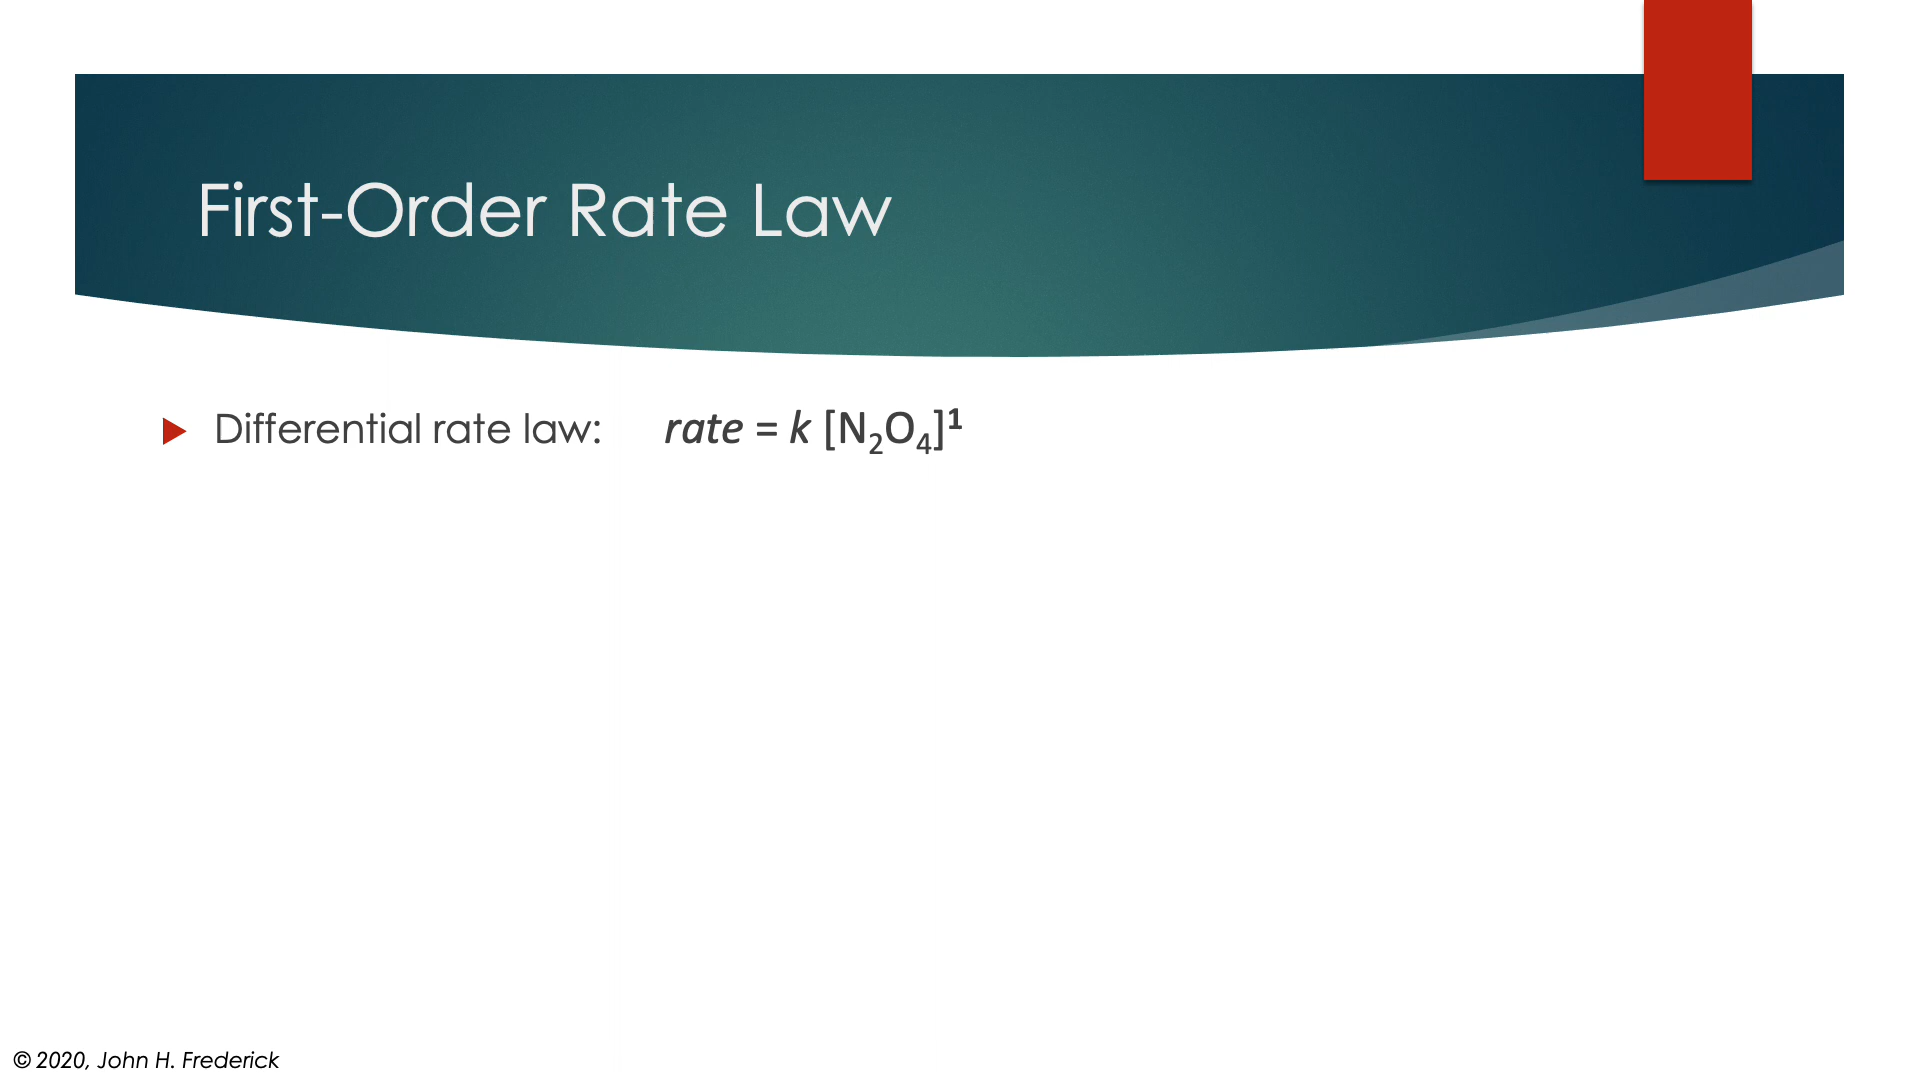 First-Order Rate Law
Differential rate law: rate = k [N₂O₄]¹
© 2020, John H. Frederick